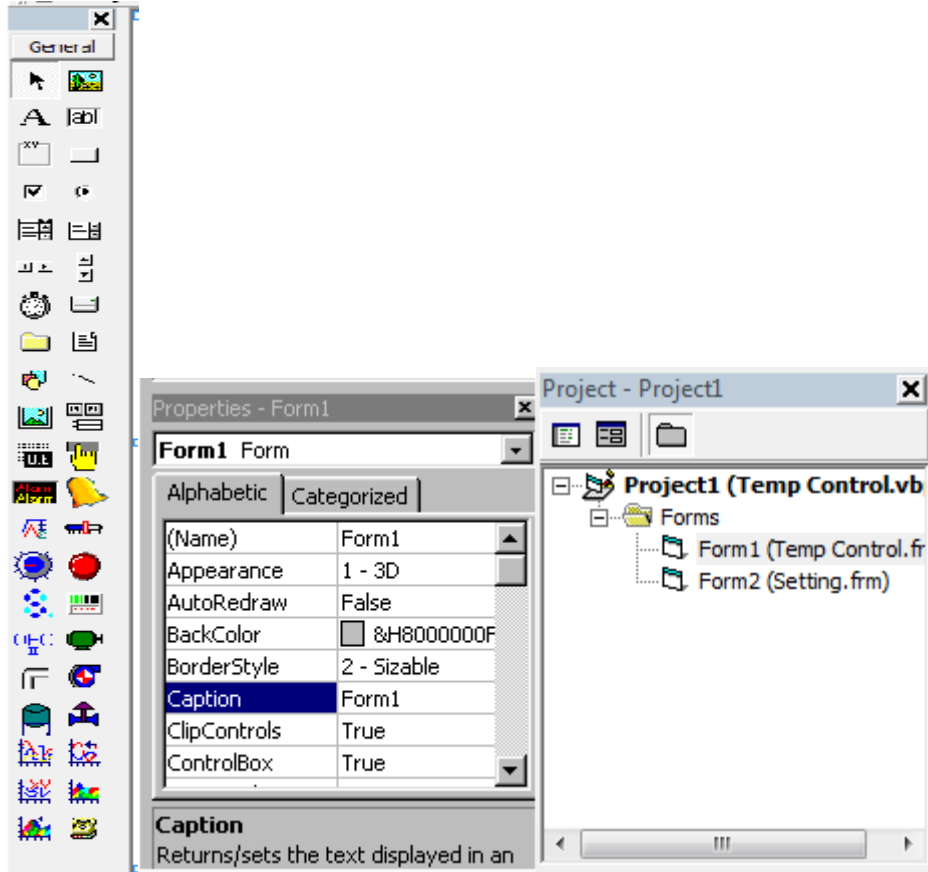 General
A
abl
xv
Properties - Form1
Form1 Form
Alphabetic
Categorized
(Name) Form1
Appearance 1 - 3D
AutoRedraw False
BackColor &H8000000F
BorderStyle 2 - Sizable
Caption Form1
ClipControls True
ControlBox True
Caption
Returns/sets the text displayed in an
Project - Project1
Project1 (Temp Control.vb
Forms
Form1 (Temp Control.fr
Form2 (Setting.frm)